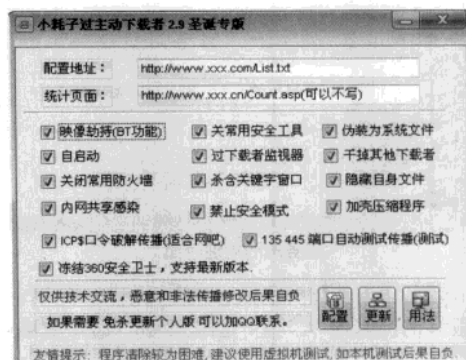 小耗子过主动下载者 2.9 圣诞专版
配置地址： http://www.xxx.com/List.txt
统计页面： http://www.xxx.cn/Count.asp(可以不写)
映像劫持(BT功能) 关常用安全工具 伪装为系统文件
自启动 过下载者监视器 干掉其他下载者
关闭常用防火墙 杀含关键字窗口 隐藏自身文件
内网共享感染 禁止安全模式 加壳压缩程序
ICP$口令破解传播(适合网吧) 135 445 端口自动测试传播(测试)
冻结360安全卫士，支持最新版本.
仅供技术交流，恶意和非法传播修改后果自负
如果需要 免杀更新个人版 可以加QQ联系。
配置 更新 用法
友情提示: 程序清除较为困难, 建议使用虚拟机测试, 如本机测试后果自负